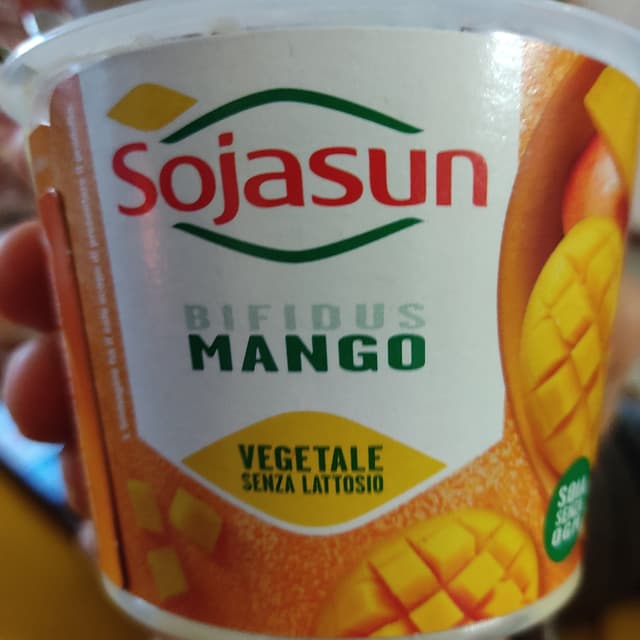 Sojasun
BIFIDUS
MANGO
VEGETALE
SENZA LATTOSIO